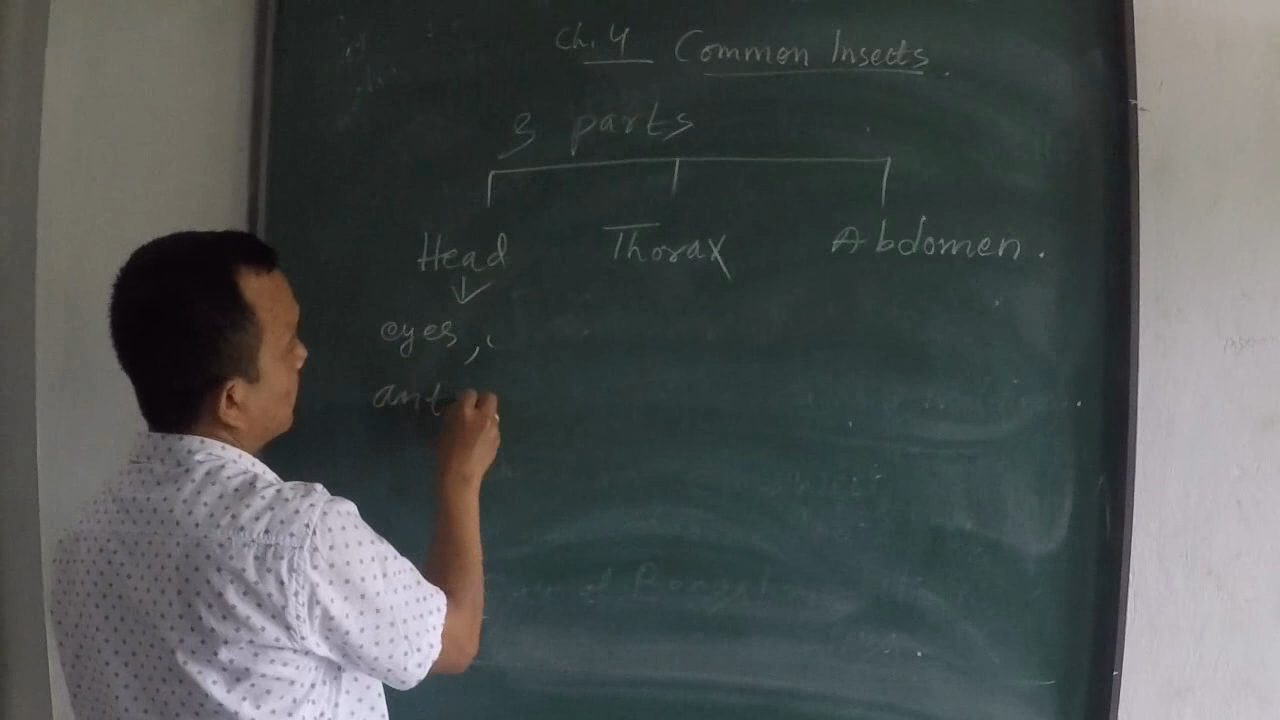 Ch. 4 Common Insects.
3 parts
Head Thorax Abdomen.
eyes,
ant